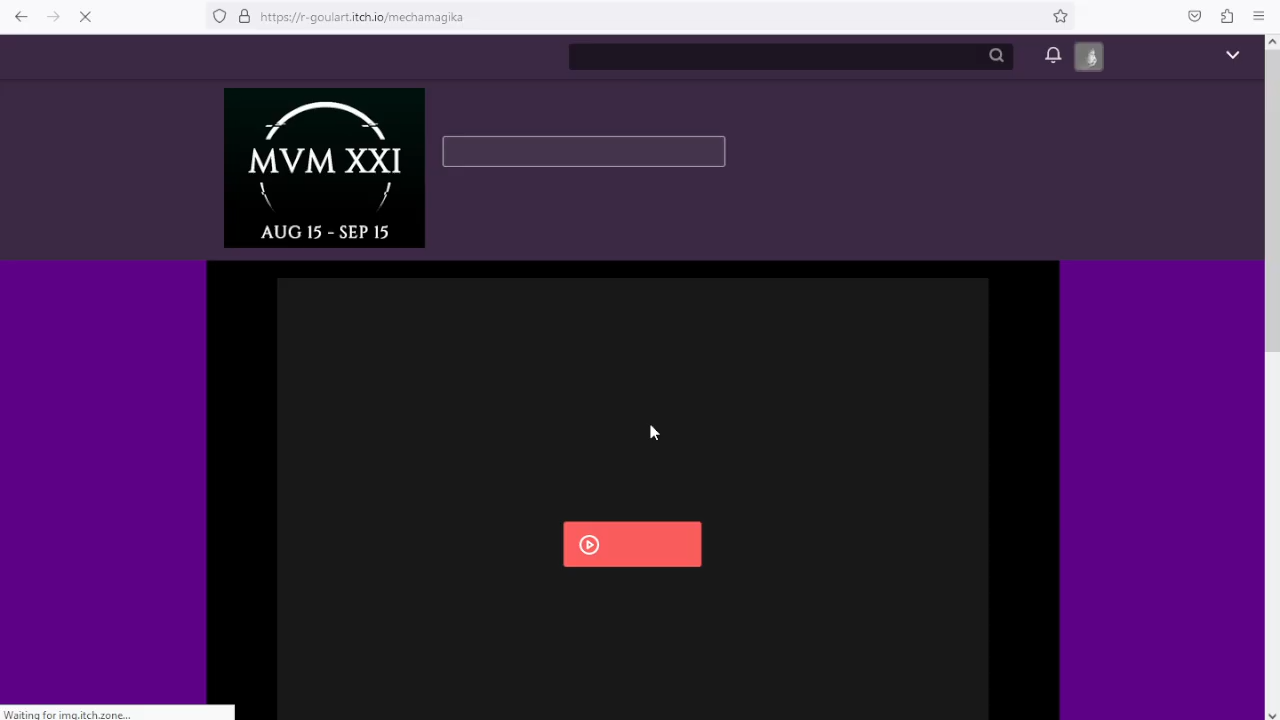 https://r-goulart.itch.io/mechamagika
MVM XXI
AUG 15 - SEP 15
Waiting for img.itch.zone...